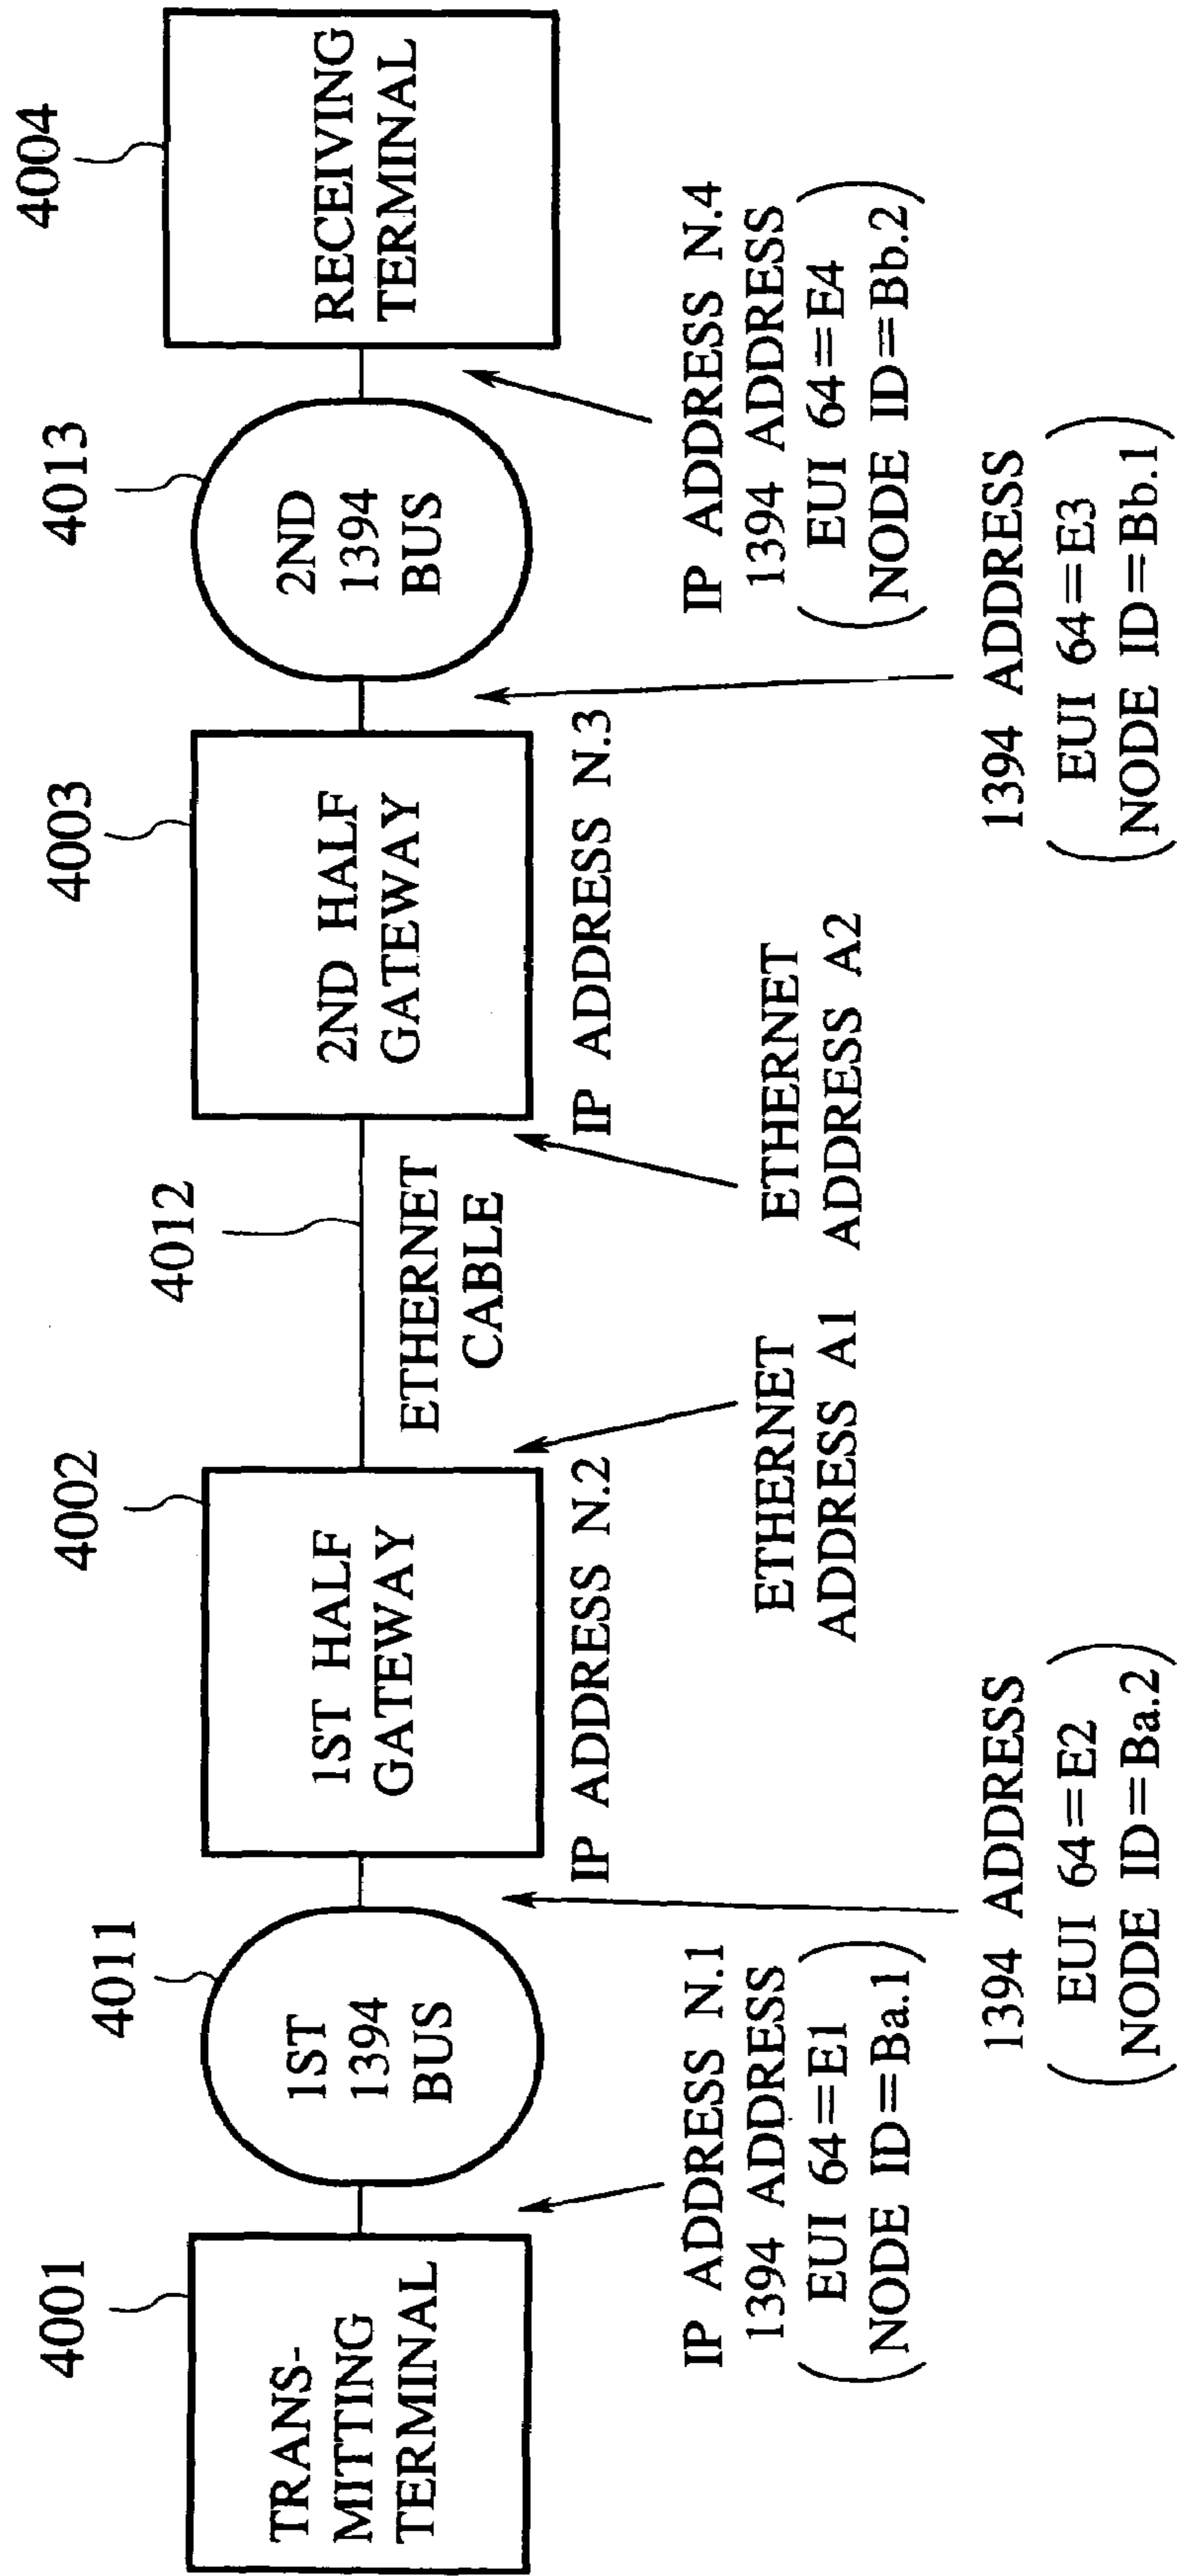 4001
TRANS-
MITTING
TERMINAL
4011
1ST
1394
BUS
4002
1ST HALF
GATEWAY
4012
ETHERNET
CABLE
4003
2ND HALF
GATEWAY
4013
2ND
1394
BUS
4004
RECEIVING
TERMINAL
IP ADDRESS N.1
1394 ADDRESS
(EUI 64=E1
NODE ID=Ba.1)
IP ADDRESS N.2
1394 ADDRESS
(EUI 64=E2
NODE ID=Ba.2)
ETHERNET
ADDRESS A1
ETHERNET
ADDRESS A2
IP ADDRESS N.3
1394 ADDRESS
(EUI 64=E3
NODE ID=Bb.1)
IP ADDRESS N.4
1394 ADDRESS
(EUI 64=E4
NODE ID=Bb.2)